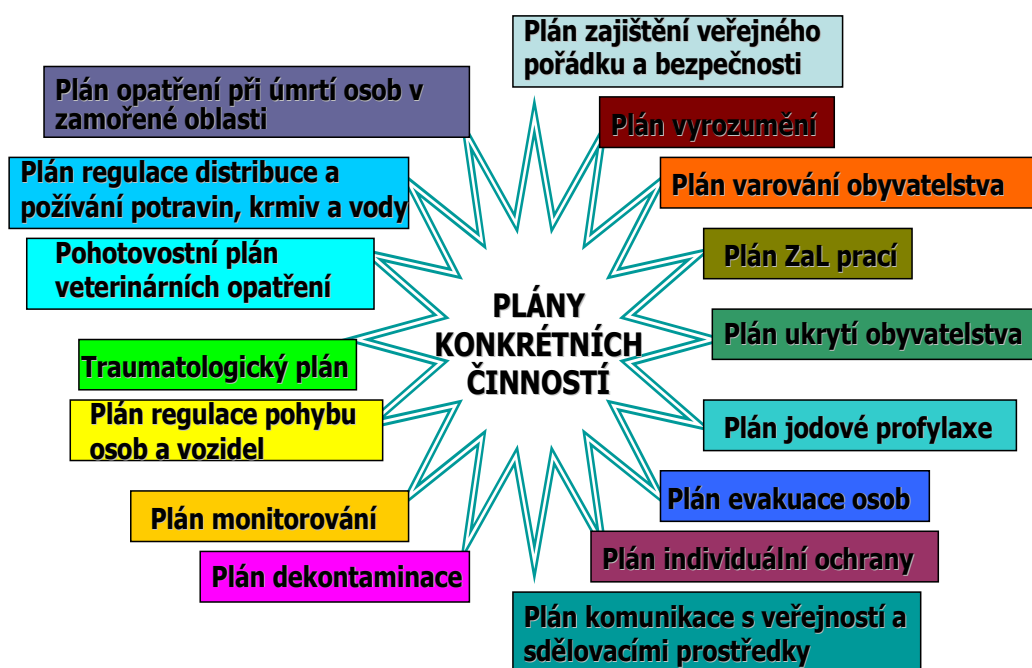 Plán zajištění veřejného
pořádku a bezpečnosti
Plán opatření při úmrtí osob v
zamořené oblasti
Plán vyrozumění
Plán regulace distribuce a
požívání potravin, krmiv a vody
Plán varování obyvatelstva
Pohotovostní plán
veterinárních opatření
Plán ZaL prací
PLÁNY
KONKRÉTNÍCH
ČINNOSTÍ
Plán ukrytí obyvatelstva
Traumatologický plán
Plán regulace pohybu
osob a vozidel
Plán jodové profylaxe
Plán monitorování
Plán evakuace osob
Plán dekontaminace
Plán individuální ochrany
Plán komunikace s veřejností a
sdělovacími prostředky